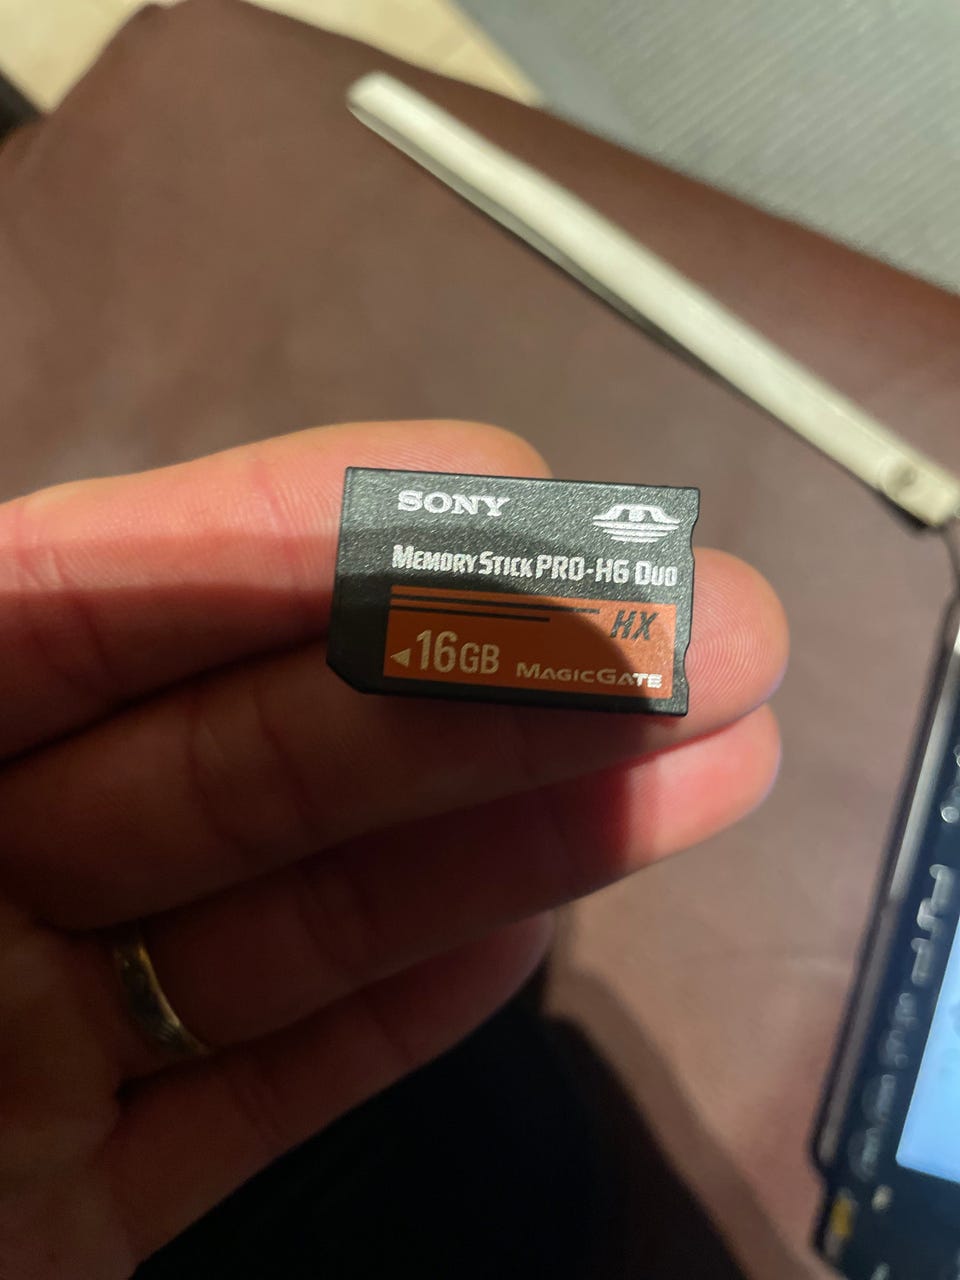 SONY
MEMORY STICK PRO-HG DUO
HX
◄16GB MAGICGATE